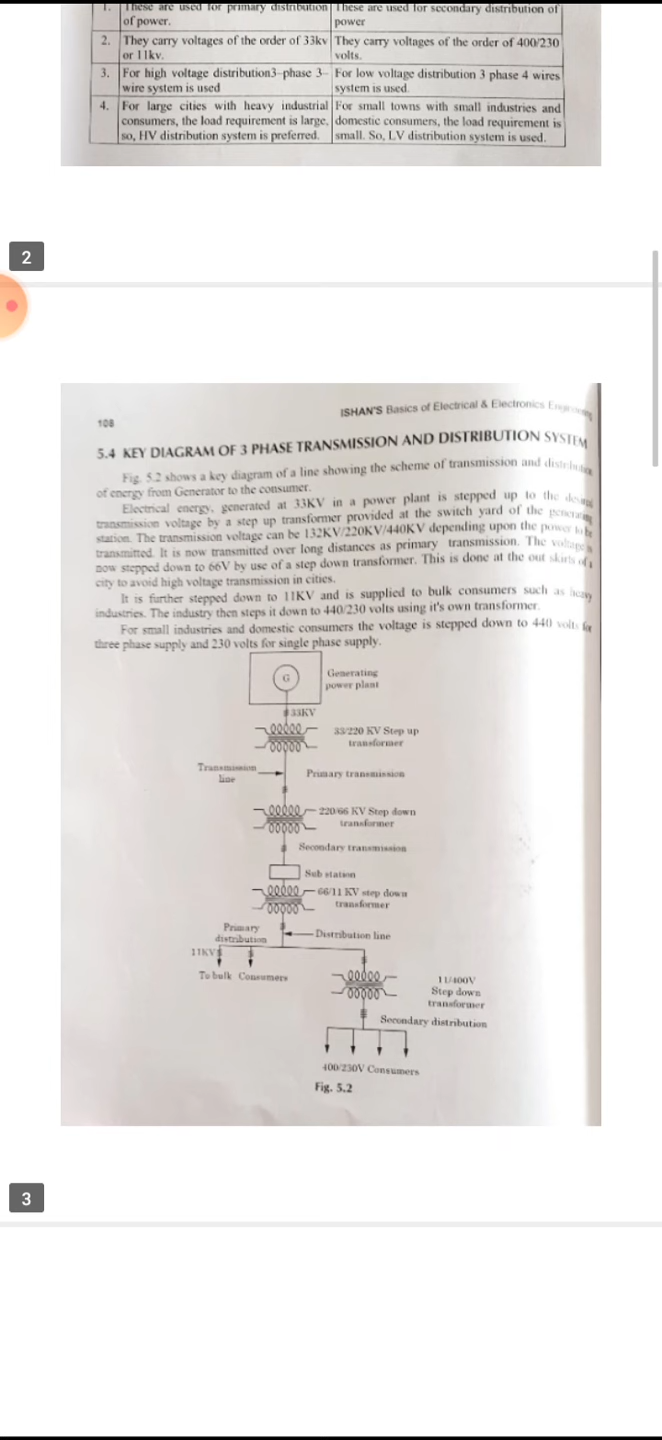 1. These are used for primary distribution of power. These are used for secondary distribution of power
2. They carry voltages of the order of 33kv or 11kv. They carry voltages of the order of 400/230 volts.
3. For high voltage distribution3-phase 3-wire system is used For low voltage distribution 3 phase 4 wires system is used.
4. For large cities with heavy industrial consumers, the load requirement is large, so, HV distribution system is preferred. For small towns with small industries and domestic consumers, the load requirement is small. So, LV distribution system is used.
2
108
ISHAN'S Basics of Electrical & Electronics Engineering
5.4 KEY DIAGRAM OF 3 PHASE TRANSMISSION AND DISTRIBUTION SYSTEM
Fig. 5.2 shows a key diagram of a line showing the scheme of transmission and distribution
of energy from Generator to the consumer.
Electrical energy, generated at 33KV in a power plant is stepped up to the desired
transmission voltage by a step up transformer provided at the switch yard of the generating
station. The transmission voltage can be 132KV/220KV/440KV depending upon the power to be
transmitted. It is now transmitted over long distances as primary transmission. The voltage is
now stepped down to 66V by use of a step down transformer. This is done at the out skirts of a
city to avoid high voltage transmission in cities.
It is further stepped down to 11KV and is supplied to bulk consumers such as heavy
industries. The industry then steps it down to 440/230 volts using it's own transformer.
For small industries and domestic consumers the voltage is stepped down to 440 volts for
three phase supply and 230 volts for single phase supply.
G
Generating
power plant
33KV
33/220 KV Step up
transformer
Transmission
line
Primary transmission
220/66 KV Step down
transformer
Secondary transmission
Sub station
66/11 KV step down
transformer
Primary
distribution
Distribution line
11KV
To bulk Consumers
11/400V
Step down
transformer
Secondary distribution
400/230V Consumers
Fig. 5.2
3